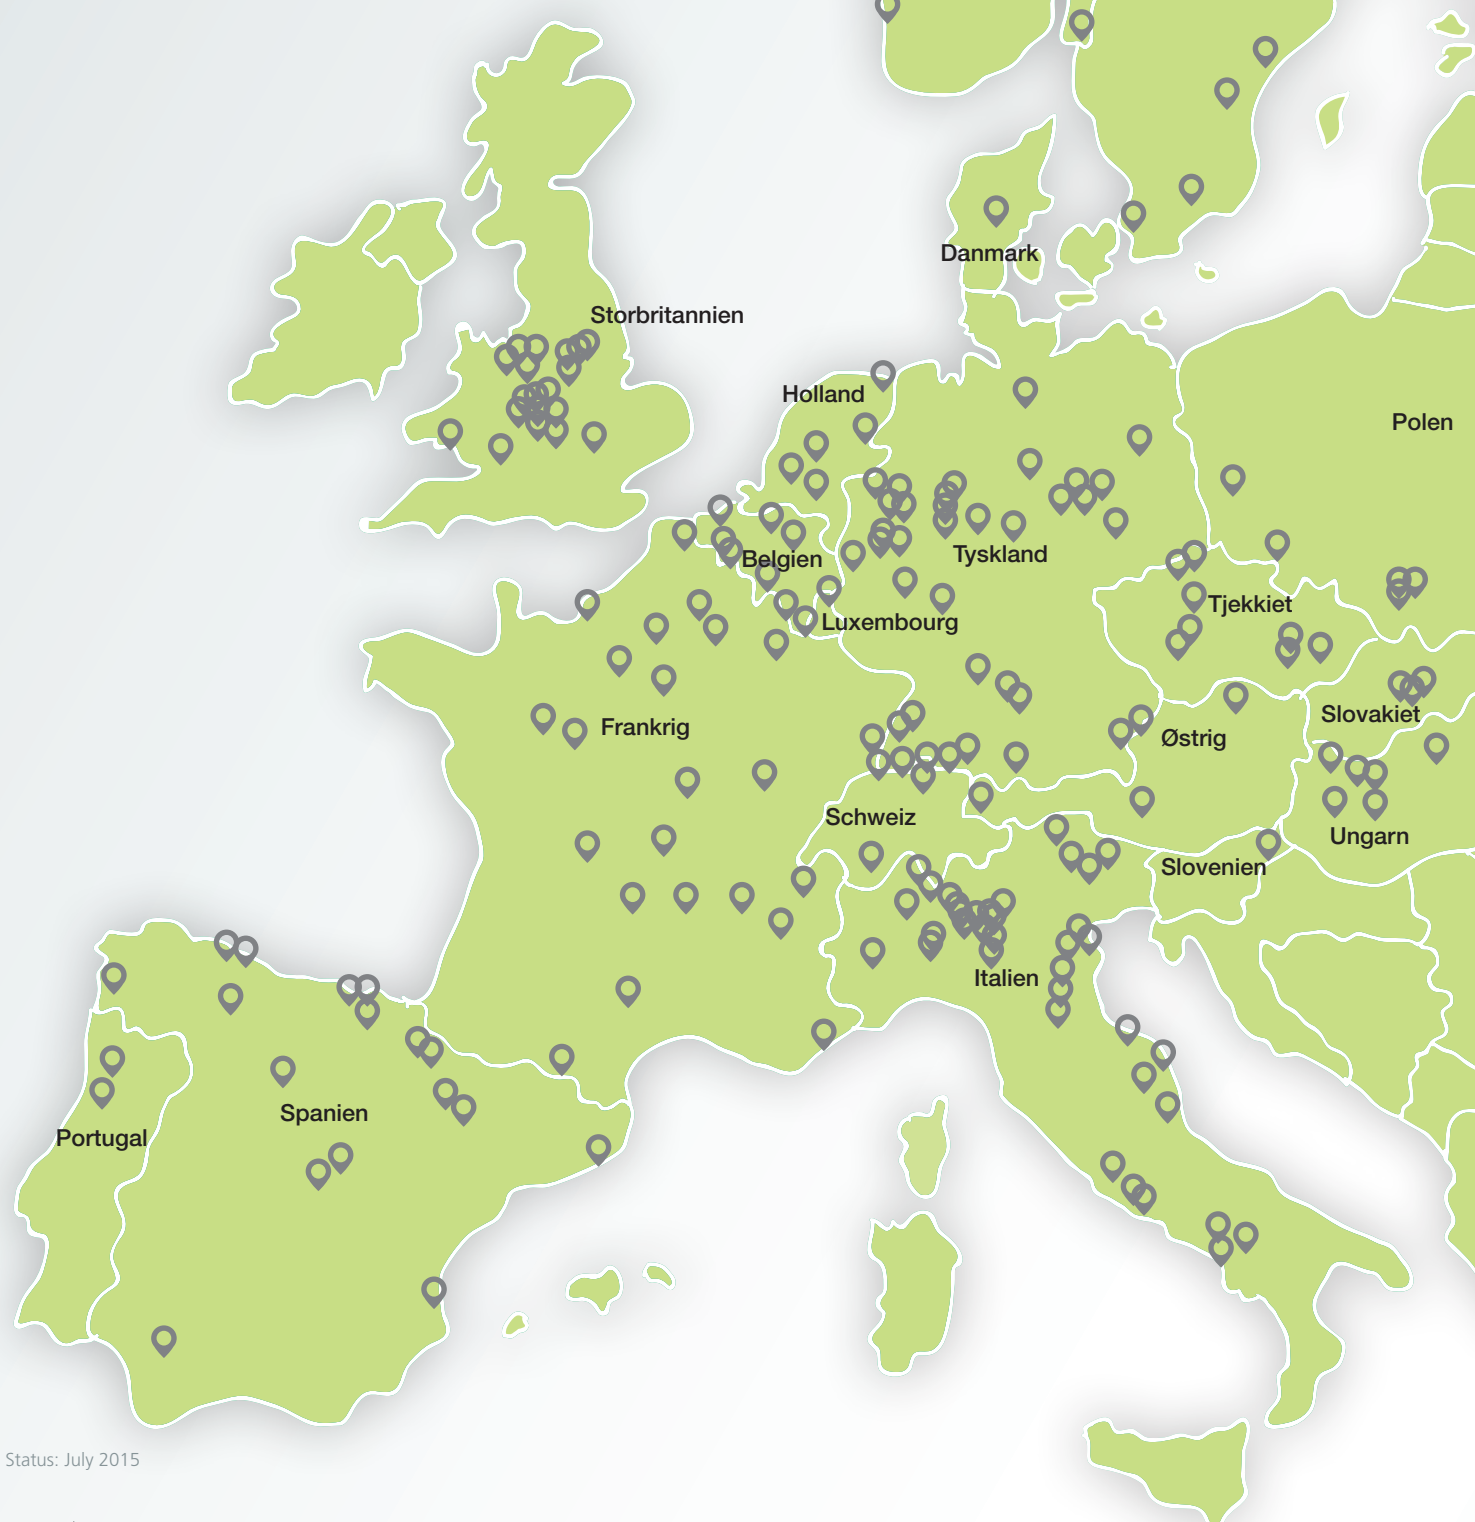 Danmark
Storbritannien
Holland
Polen
Tyskland
Belgien
Tjekkiet
Luxembourg
Slovakiet
Frankrig
Østrig
Schweiz
Ungarn
Slovenien
Italien
Spanien
Portugal
Status: July 2015